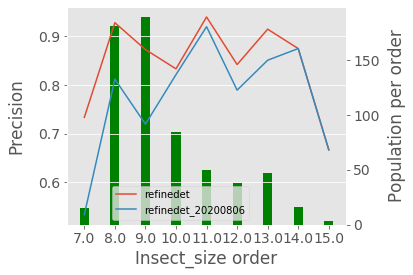 0.9
0.8
0.7
0.6
Precision
150
100
50
0
Population per order
refinedet
refinedet_20200806
7.0 8.0 9.0 10.0 11.0 12.0 13.0 14.0 15.0
Insect_size order